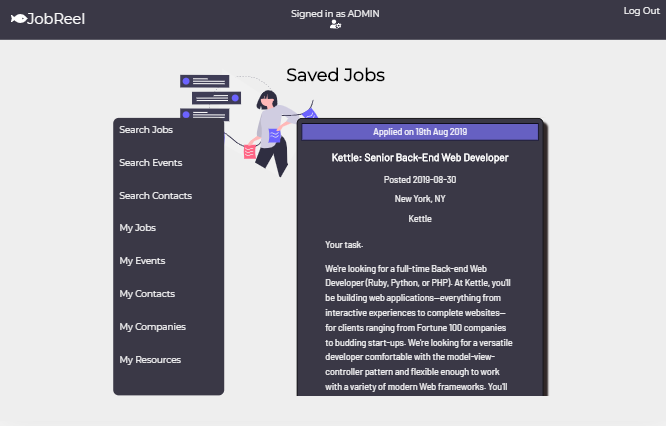 JobReel
Signed in as ADMIN
Log Out
Saved Jobs
Search Jobs
Search Events
Search Contacts
My Jobs
My Events
My Contacts
My Companies
My Resources
Applied on 19th Aug 2019
Kettle: Senior Back-End Web Developer
Posted 2019-08-30
New York, NY
Kettle
Your task.
We're looking for a full-time Back-end Web
Developer (Ruby, Python, or PHP). At Kettle, you'll
be building web applications—everything from
interactive experiences to complete websites—
for clients ranging from Fortune 100 companies
to budding start-ups. We're looking for a versatile
developer comfortable with the model-view-
controller pattern and flexible enough to work
with a variety of modern Web frameworks. You'll